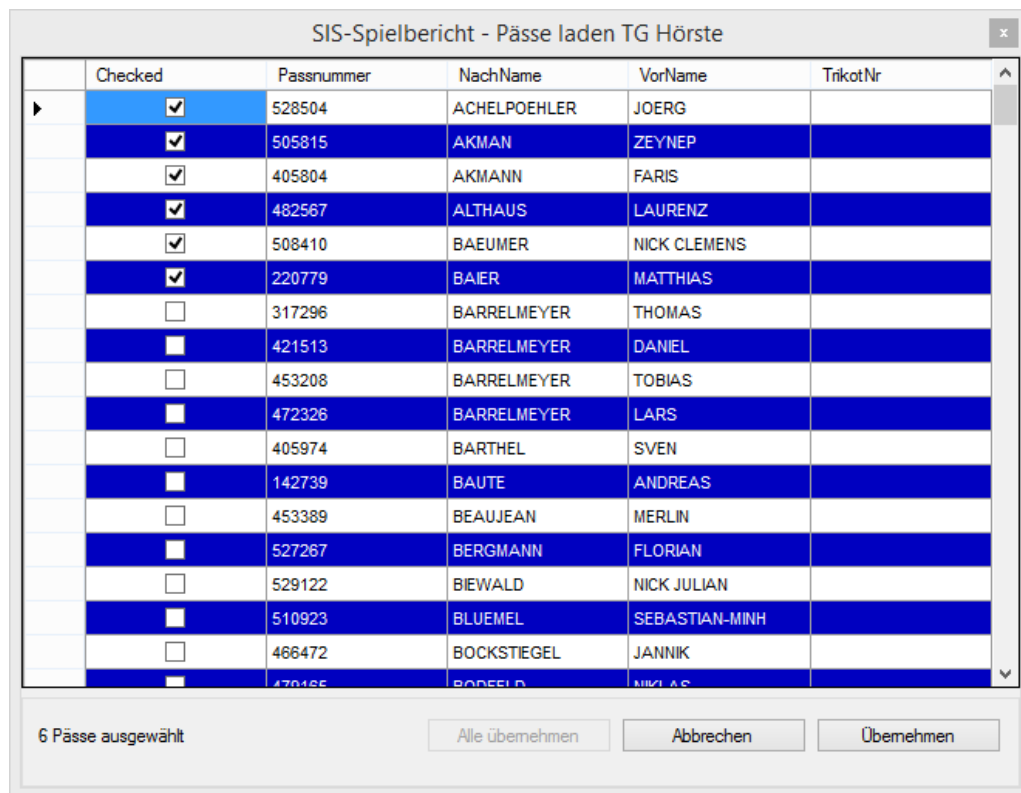 SIS-Spielbericht - Pässe laden TG Hörste
x
Checked Passnummer NachName VorName TrikotNr
528504 ACHELPOEHLER JOERG
505815 AKMAN ZEYNEP
405804 AKMANN FARIS
482567 ALTHAUS LAURENZ
508410 BAEUMER NICK CLEMENS
220779 BAIER MATTHIAS
317296 BARRELMEYER THOMAS
421513 BARRELMEYER DANIEL
453208 BARRELMEYER TOBIAS
472326 BARRELMEYER LARS
405974 BARTHEL SVEN
142739 BAUTE ANDREAS
453389 BEAUJEAN MERLIN
527267 BERGMANN FLORIAN
529122 BIEWALD NICK JULIAN
510923 BLUEMEL SEBASTIAN-MINH
466472 BOCKSTIEGEL JANNIK
479165 BODFELD NIKLAS
6 Pässe ausgewählt Alle übernehmen Abbrechen Übernehmen